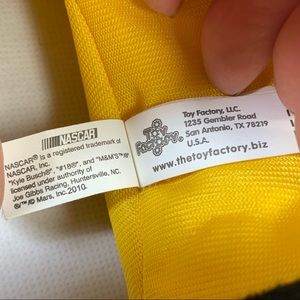 NASCAR
NASCAR® is a registered trademark of
NASCAR, Inc.
"Kyle Busch®", "#18®", and "M&M'S"®/™
licensed under authority of
Joe Gibbs Racing, Huntersville, NC.
®/™/© Mars, Inc.2010.
TOY
FACTORY
Toy Factory, LLC.
1235 Gembler Road
San Antonio, TX 78219
U.S.A.
www.thetoyfactory.biz